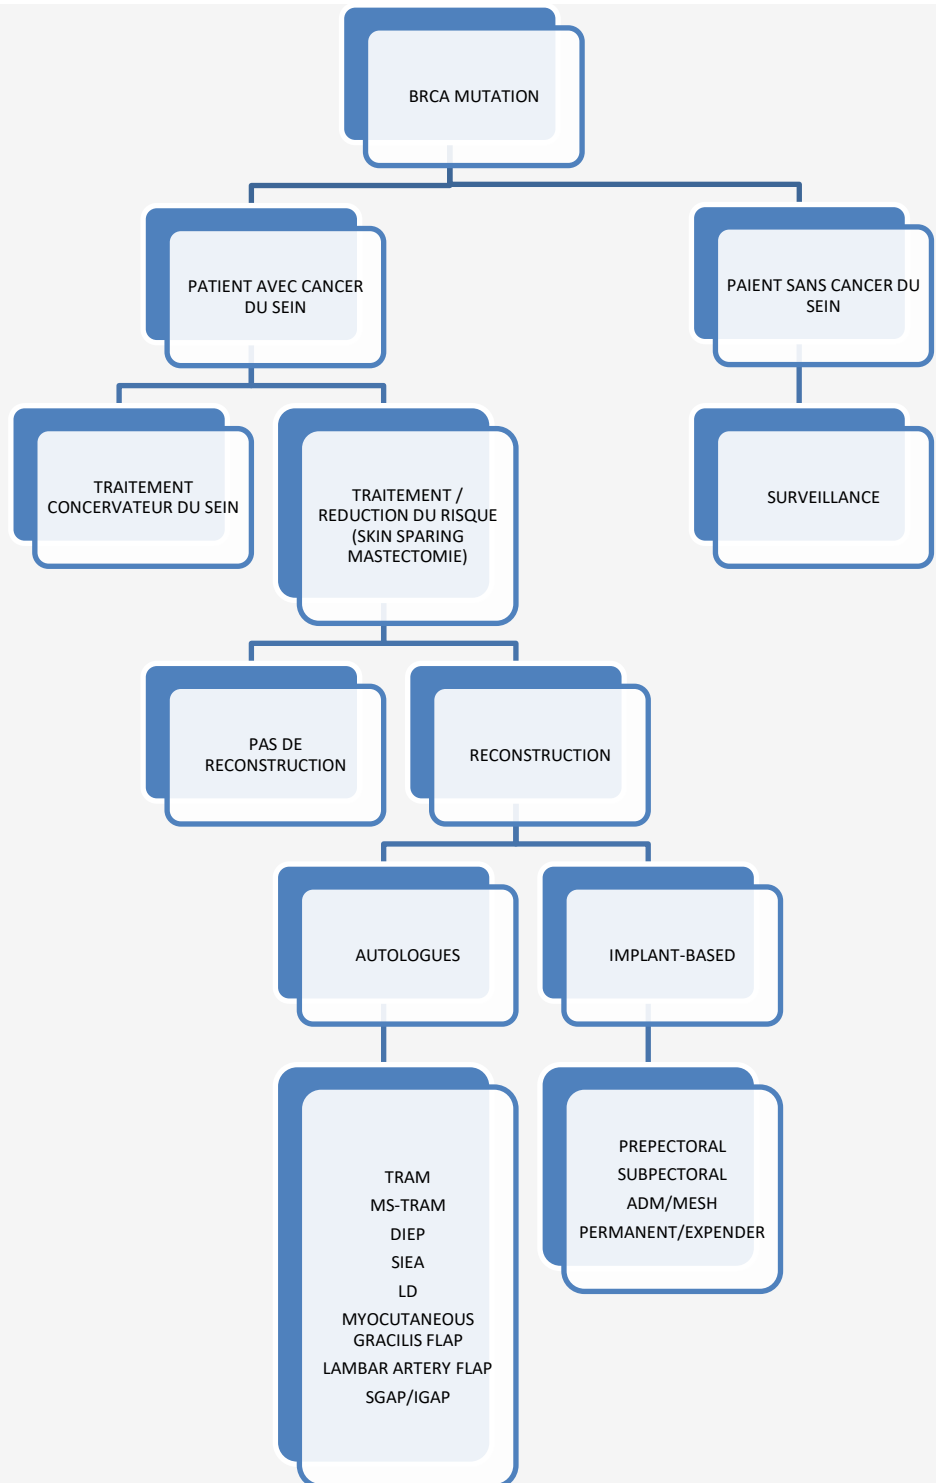 BRCA MUTATION
PATIENT AVEC CANCER
DU SEIN
PAIENT SANS CANCER DU
SEIN
TRAITEMENT
CONCERVATEUR DU SEIN
TRAITEMENT /
REDUCTION DU RISQUE
(SKIN SPARING
MASTECTOMIE)
SURVEILLANCE
PAS DE
RECONSTRUCTION
RECONSTRUCTION
AUTOLOGUES
IMPLANT-BASED
TRAM
MS-TRAM
DIEP
SIEA
LD
MYOCUTANEOUS
GRACILIS FLAP
LAMBAR ARTERY FLAP
SGAP/IGAP
PREPECTORAL
SUBPECTORAL
ADM/MESH
PERMANENT/EXPENDER